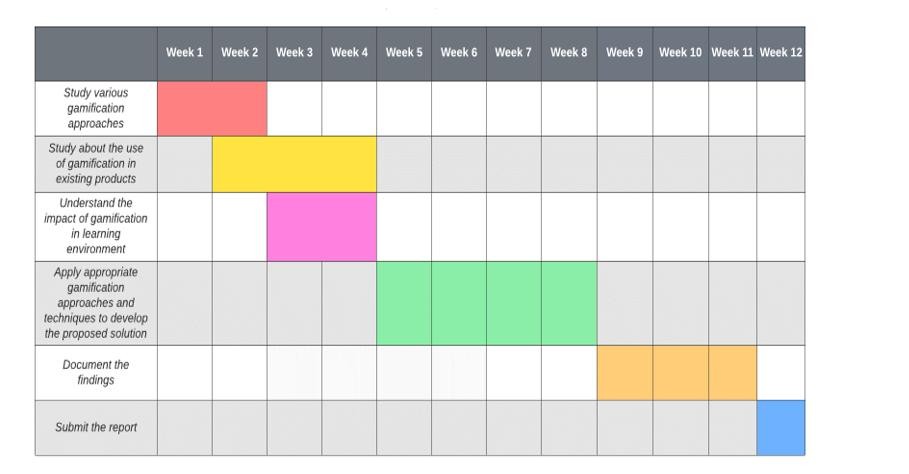 Week 1 Week 2 Week 3 Week 4 Week 5 Week 6 Week 7 Week 8 Week 9 Week 10 Week 11 Week 12
Study various
gamification
approaches
Study about the use
of gamification in
existing products
Understand the
impact of gamification
in learning
environment
Apply appropriate
gamification
approaches and
techniques to develop
the proposed solution
Document the
findings
Submit the report